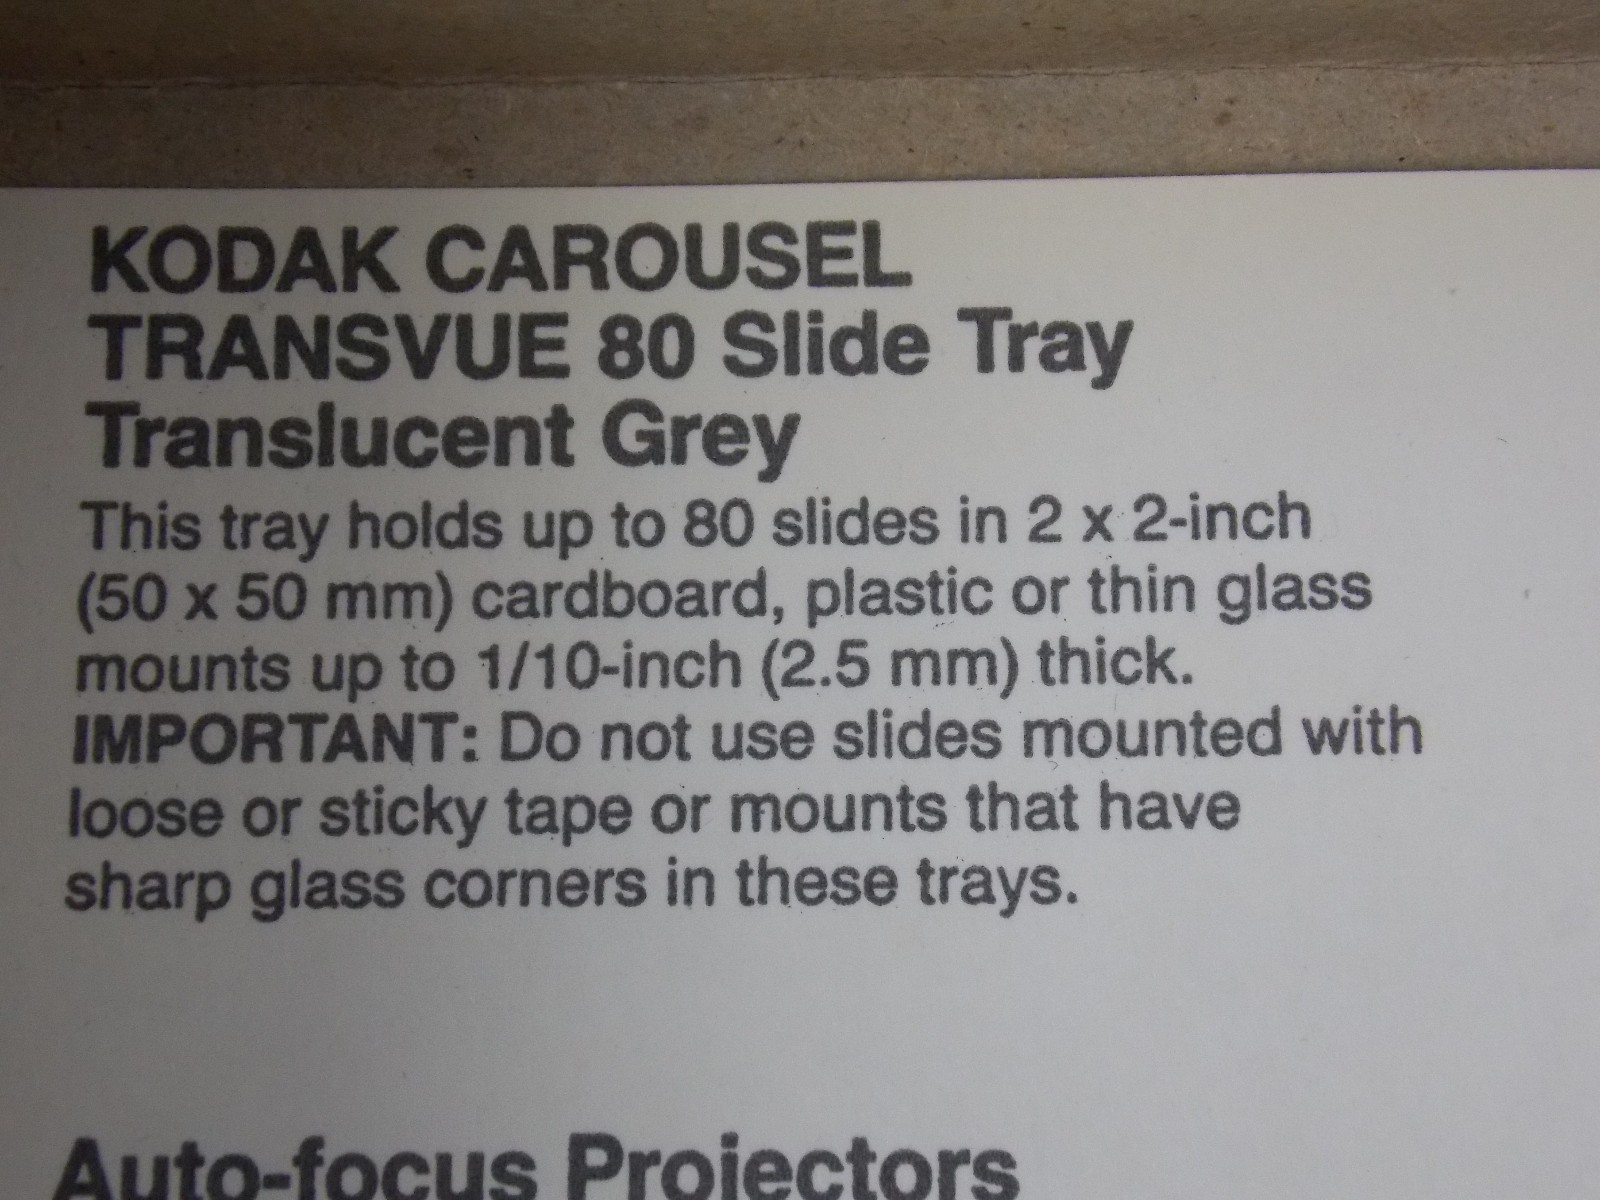 KODAK CAROUSEL
TRANSVUE 80 Slide Tray
Translucent Grey
This tray holds up to 80 slides in 2 x 2-inch
(50 x 50 mm) cardboard, plastic or thin glass
mounts up to 1/10-inch (2.5 mm) thick.
IMPORTANT: Do not use slides mounted with
loose or sticky tape or mounts that have
sharp glass corners in these trays.
Auto-focus Projectors